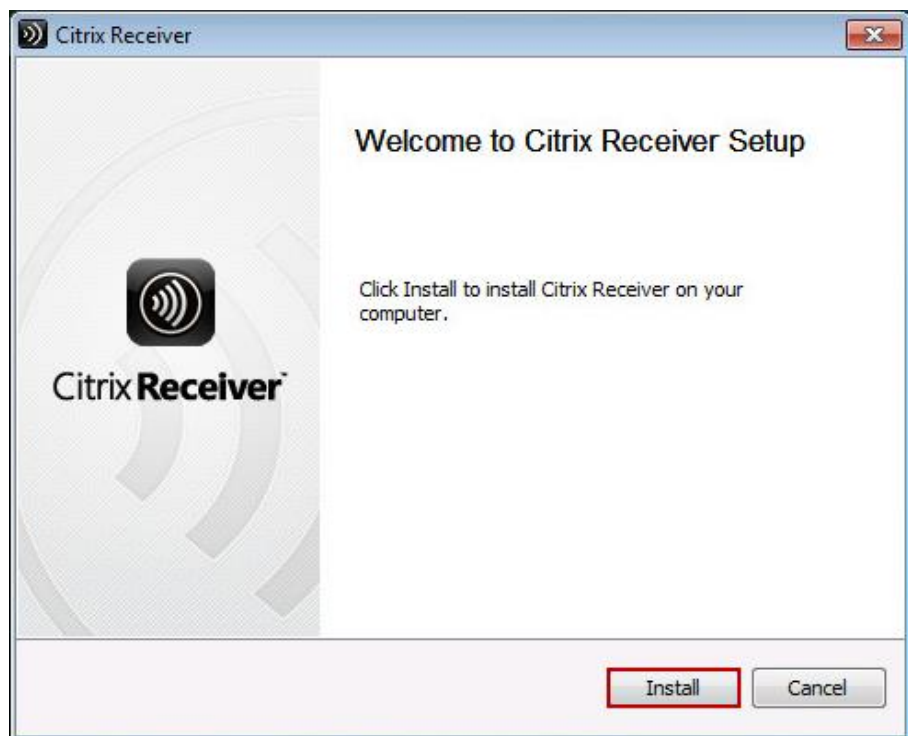 Citrix Receiver
Welcome to Citrix Receiver Setup
Click Install to install Citrix Receiver on your
computer.
Citrix Receiver™
Install
Cancel